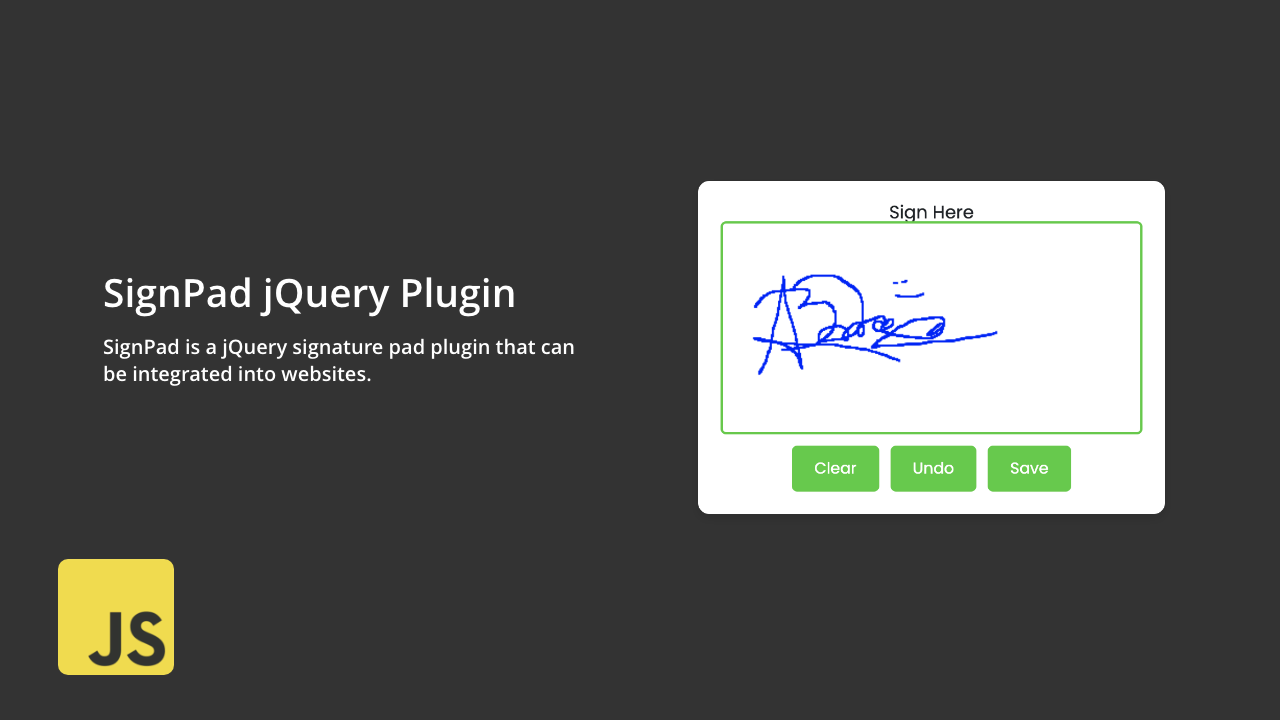 SignPad jQuery Plugin
SignPad is a jQuery signature pad plugin that can
be integrated into websites.
Sign Here
Clear
Undo
Save
JS